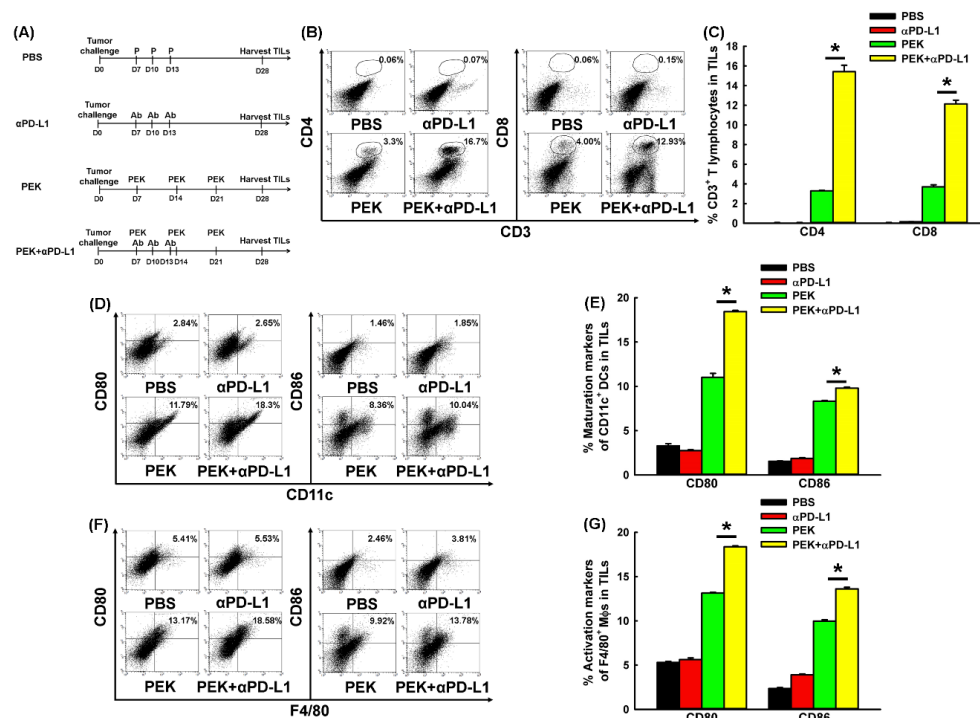 (A)
PBS
Tumor challenge
P P P
Harvest TILs
D0 D7 D10 D13 D28
αPD-L1
Tumor challenge
Ab Ab Ab
Harvest TILs
D0 D7 D10 D13 D28
PEK
Tumor challenge
PEK PEK PEK
Harvest TILs
D0 D7 D14 D21 D28
PEK+αPD-L1
Tumor challenge
PEK PEK PEK
Ab Ab Ab
Harvest TILs
D0 D7 D10 D13 D14 D21 D28
(B)
CD4
0.06% 0.07%
PBS αPD-L1
3.3% 16.7%
PEK PEK+αPD-L1
CD8
0.06% 0.15%
PBS αPD-L1
4.00% 12.93%
PEK PEK+αPD-L1
CD3
(C)
PBS
αPD-L1
PEK
PEK+αPD-L1
% CD3+ T lymphocytes in TILs
18
16
14
12
10
8
6
4
2
0
* *
CD4 CD8
(D)
CD80
2.84% 2.65%
PBS αPD-L1
11.79% 18.3%
PEK PEK+αPD-L1
CD86
1.46% 1.85%
PBS αPD-L1
8.36% 10.04%
PEK PEK+αPD-L1
CD11c
(E)
PBS
αPD-L1
PEK
PEK+αPD-L1
% Maturation markers
of CD11c+ DCs in TILs
20
15
10
5
0
* *
CD80 CD86
(F)
CD80
5.41% 5.53%
PBS αPD-L1
13.17% 18.58%
PEK PEK+αPD-L1
CD86
2.46% 3.81%
PBS αPD-L1
9.92% 13.78%
PEK PEK+αPD-L1
F4/80
(G)
PBS
αPD-L1
PEK
PEK+αPD-L1
% Activation markers
of F4/80+ Mφs in TILs
20
15
10
5
0
* *
CD80 CD86